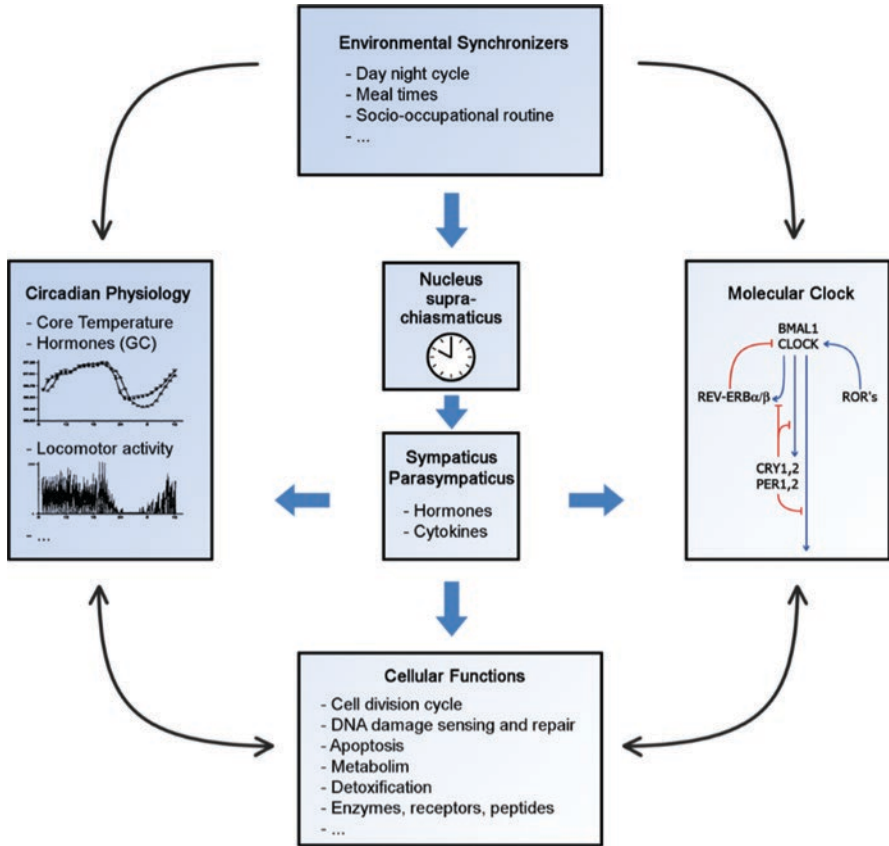 Environmental Synchronizers
- Day night cycle
- Meal times
- Socio-occupational routine
- ...
Circadian Physiology
- Core Temperature
- Hormones (GC)
- Locomotor activity
- ...
Nucleus
supra-
chiasmaticus
Sympaticus
Parasympaticus
- Hormones
- Cytokines
Molecular Clock
BMAL1
CLOCK
REV-ERBα/β
ROR's
CRY1,2
PER1,2
Cellular Functions
- Cell division cycle
- DNA damage sensing and repair
- Apoptosis
- Metabolim
- Detoxification
- Enzymes, receptors, peptides
- ...